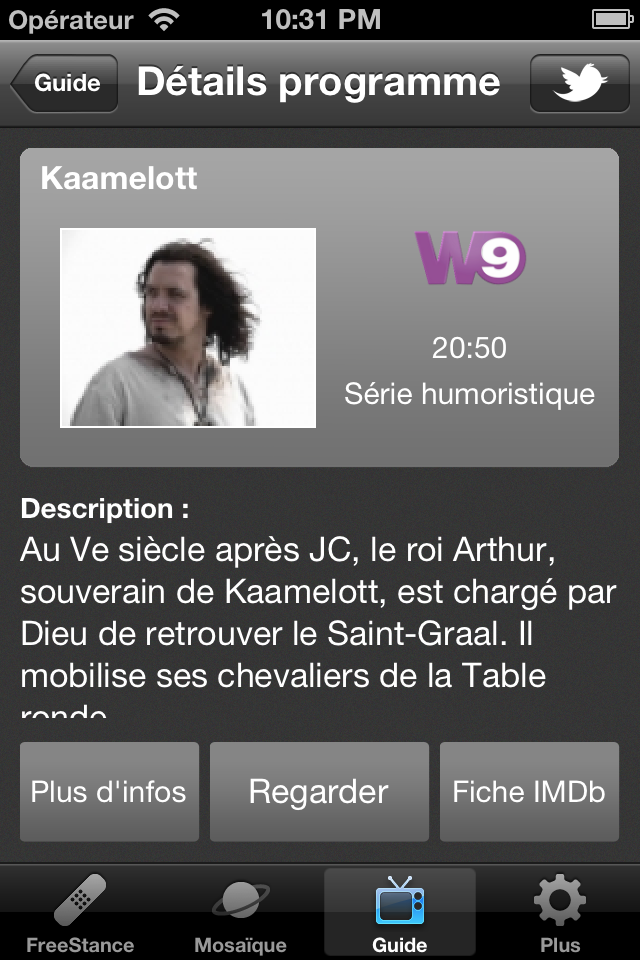 Opérateur 10:31 PM
Guide Détails programme
Kaamelott
W9
20:50
Série humoristique
Description :
Au Ve siècle après JC, le roi Arthur,
souverain de Kaamelott, est chargé par
Dieu de retrouver le Saint-Graal. Il
mobilise ses chevaliers de la Table
ronde
Plus d'infos Regarder Fiche IMDb
FreeStance Mosaïque Guide Plus